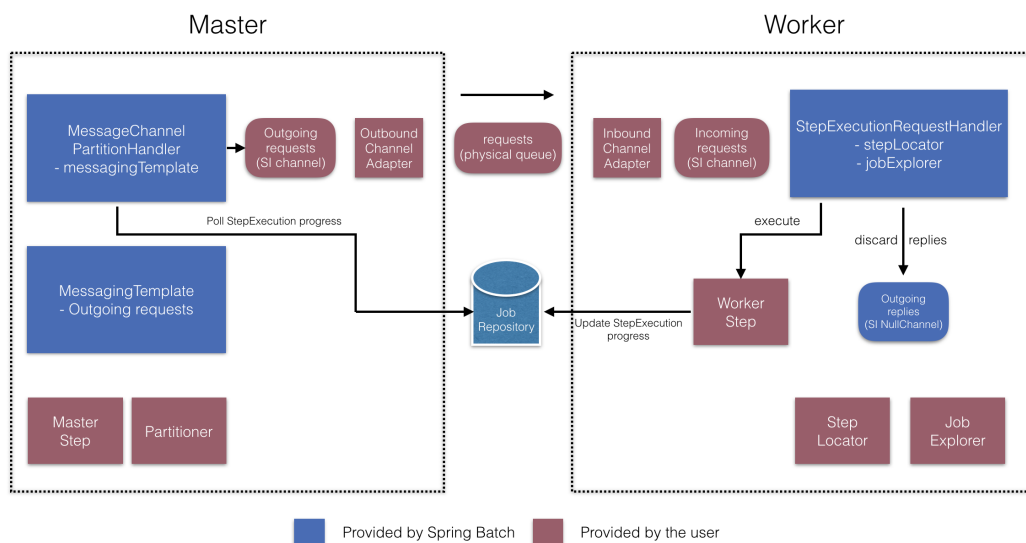 Master
Worker
MessageChannel
PartitionHandler
- messagingTemplate
Outgoing
requests
(SI channel)
Outbound
Channel
Adapter
requests
(physical queue)
Inbound
Channel
Adapter
Incoming
requests
(SI channel)
StepExecutionRequestHandler
- stepLocator
- jobExplorer
Poll StepExecution progress
execute
discard replies
MessagingTemplate
- Outgoing requests
Job
Repository
Update StepExecution
progress
Worker
Step
Outgoing
replies
(SI NullChannel)
Master
Step
Partitioner
Step
Locator
Job
Explorer
Provided by Spring Batch
Provided by the user